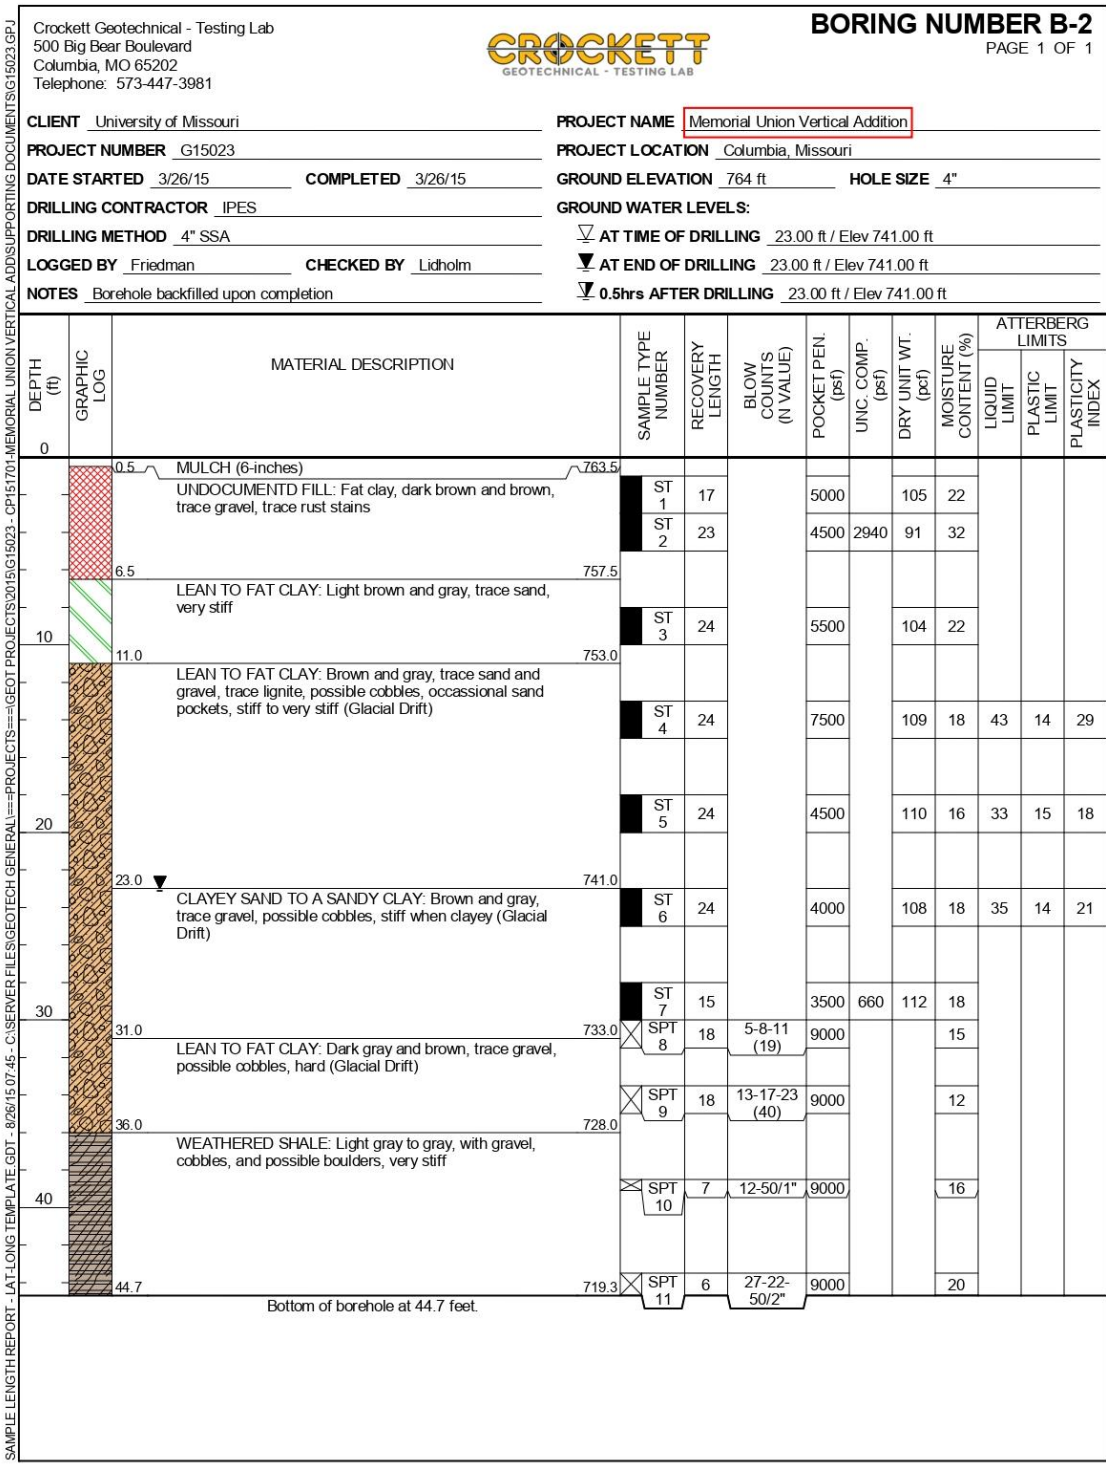 Crockett Geotechnical - Testing Lab
500 Big Bear Boulevard
Columbia, MO 65202
Telephone: 573-447-3981
CROCKETT
GEOTECHNICAL - TESTING LAB
BORING NUMBER B-2
PAGE 1 OF 1
CLIENT University of Missouri
PROJECT NAME Memorial Union Vertical Addition
PROJECT NUMBER G15023
PROJECT LOCATION Columbia, Missouri
DATE STARTED 3/26/15 COMPLETED 3/26/15
GROUND ELEVATION 764 ft HOLE SIZE 4"
DRILLING CONTRACTOR IPES
GROUND WATER LEVELS:
DRILLING METHOD 4" SSA
AT TIME OF DRILLING 23.00 ft / Elev 741.00 ft
LOGGED BY Friedman CHECKED BY Lidholm
AT END OF DRILLING 23.00 ft / Elev 741.00 ft
NOTES Borehole backfilled upon completion
0.5hrs AFTER DRILLING 23.00 ft / Elev 741.00 ft
DEPTH (ft)
GRAPHIC LOG
MATERIAL DESCRIPTION
SAMPLE TYPE NUMBER
RECOVERY LENGTH
BLOW COUNTS (N VALUE)
POCKET PEN. (psf)
UNC. COMP. (psf)
DRY UNIT WT. (pcf)
MOISTURE CONTENT (%)
ATTERBERG LIMITS
LIQUID LIMIT
PLASTIC LIMIT
PLASTICITY INDEX
0
0.5 MULCH (6-inches) 763.5
UNDOCUMENTD FILL: Fat clay, dark brown and brown,
trace gravel, trace rust stains
ST 1 17 5000 105 22
ST 2 23 4500 2940 91 32
6.5 757.5
LEAN TO FAT CLAY: Light brown and gray, trace sand,
very stiff
ST 3 24 5500 104 22
10
11.0 753.0
LEAN TO FAT CLAY: Brown and gray, trace sand and
gravel, trace lignite, possible cobbles, occassional sand
pockets, stiff to very stiff (Glacial Drift)
ST 4 24 7500 109 18 43 14 29
ST 5 24 4500 110 16 33 15 18
20
23.0 741.0
CLAYEY SAND TO A SANDY CLAY: Brown and gray,
trace gravel, possible cobbles, stiff when clayey (Glacial
Drift)
ST 6 24 4000 108 18 35 14 21
ST 7 15 3500 660 112 18
30
31.0 733.0
SPT 8 18 5-8-11 (19) 9000 15
LEAN TO FAT CLAY: Dark gray and brown, trace gravel,
possible cobbles, hard (Glacial Drift)
SPT 9 18 13-17-23 (40) 9000 12
36.0 728.0
WEATHERED SHALE: Light gray to gray, with gravel,
cobbles, and possible boulders, very stiff
SPT 10 7 12-50/1" 9000 16
40
44.7 719.3
SPT 11 6 27-22-50/2" 9000 20
Bottom of borehole at 44.7 feet.
SAMPLE LENGTH REPORT - LAT-LONG TEMPLATE.GDT - 8/26/15 07:45 - C:\SERVER FILES\GEOTECH GENERAL\===PROJECTS===\GEOT PROJECTS\2015\G15023 - CP151701-MEMORIAL UNION VERTICAL ADD\SUPPORTING DOCUMENTS\G15023.GPJ